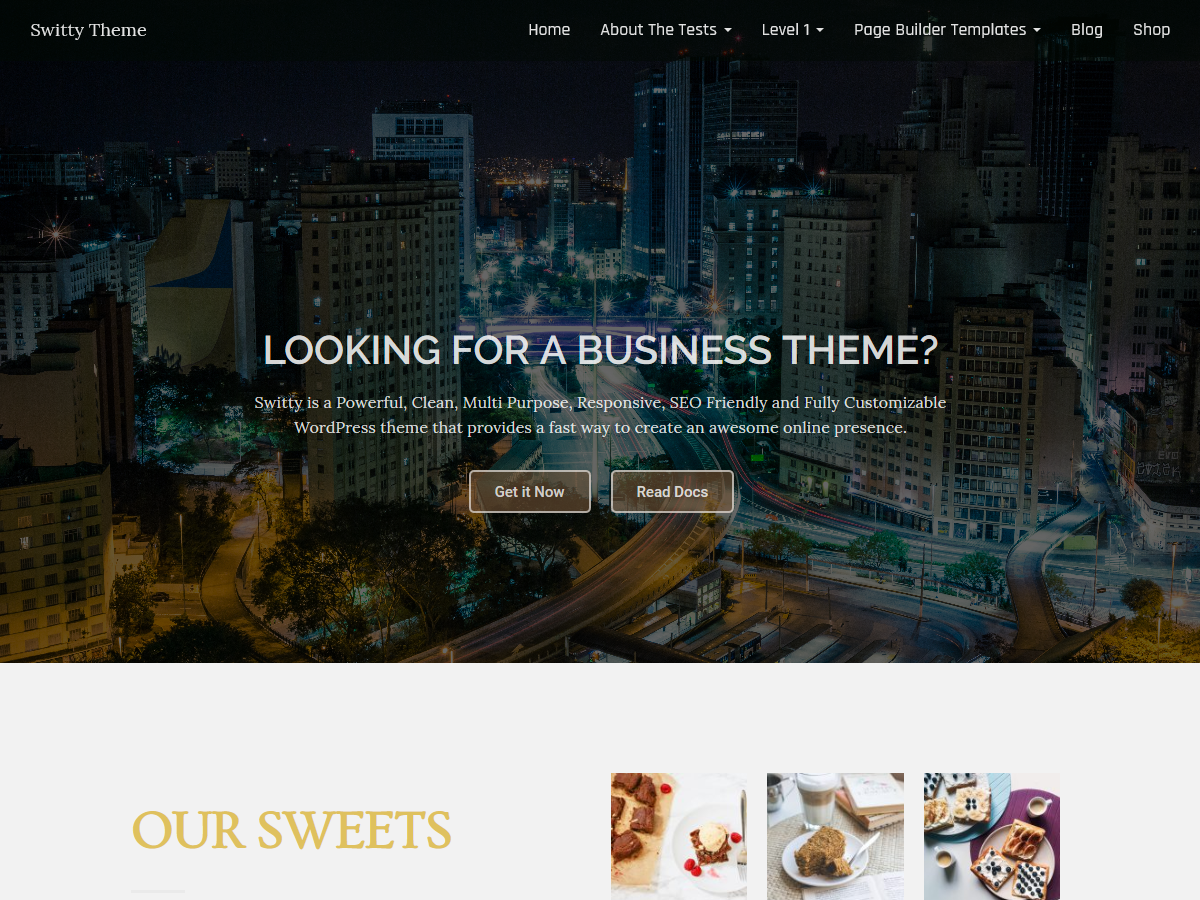 Switty Theme
Home
About The Tests
Level 1
Page Builder Templates
Blog
Shop
LOOKING FOR A BUSINESS THEME?
Switty is a Powerful, Clean, Multi Purpose, Responsive, SEO Friendly and Fully Customizable
WordPress theme that provides a fast way to create an awesome online presence.
Get it Now
Read Docs
OUR SWEETS